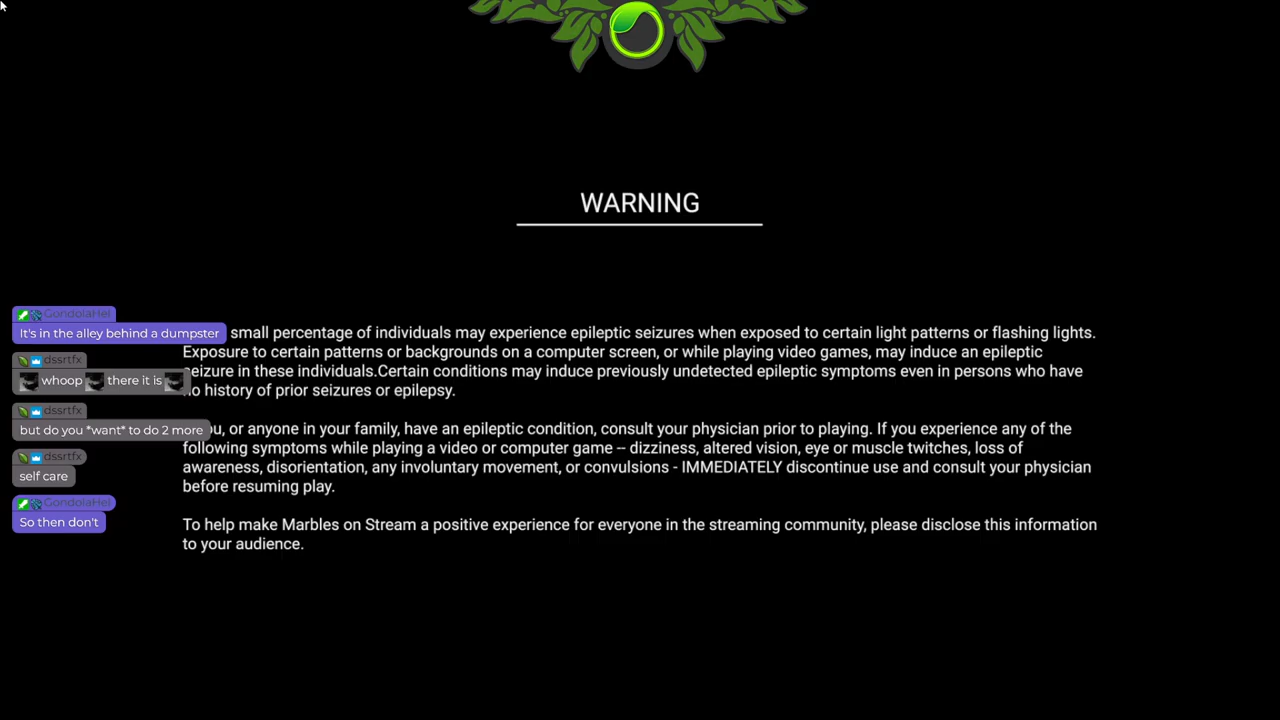 WARNING
GondolaHel
It's in the alley behind a dumpster
small percentage of individuals may experience epileptic seizures when exposed to certain light patterns or flashing lights.
Exposure to certain patterns or backgrounds on a computer screen, or while playing video games, may induce an epileptic
seizure in these individuals.Certain conditions may induce previously undetected epileptic symptoms even in persons who have
no history of prior seizures or epilepsy.
dssrtfx
whoop there it is
dssrtfx
but do you *want* to do 2 more
you, or anyone in your family, have an epileptic condition, consult your physician prior to playing. If you experience any of the
following symptoms while playing a video or computer game -- dizziness, altered vision, eye or muscle twitches, loss of
awareness, disorientation, any involuntary movement, or convulsions - IMMEDIATELY discontinue use and consult your physician
before resuming play.
dssrtfx
self care
GondolaHel
So then don't
To help make Marbles on Stream a positive experience for everyone in the streaming community, please disclose this information
to your audience.